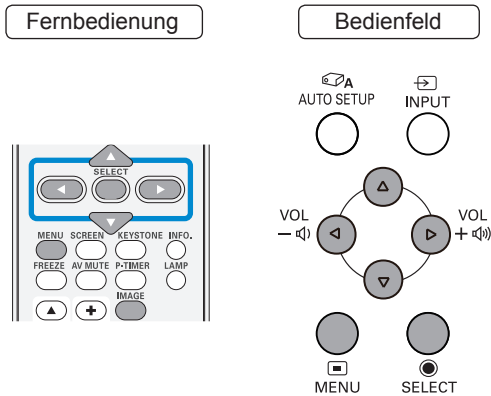 Fernbedienung
Bedienfeld
A
AUTO SETUP
INPUT
SELECT
VOL
−
VOL
+
MENU SCREEN KEYSTONE INFO.
FREEZE AV MUTE P-TIMER LAMP
IMAGE
MENU
SELECT